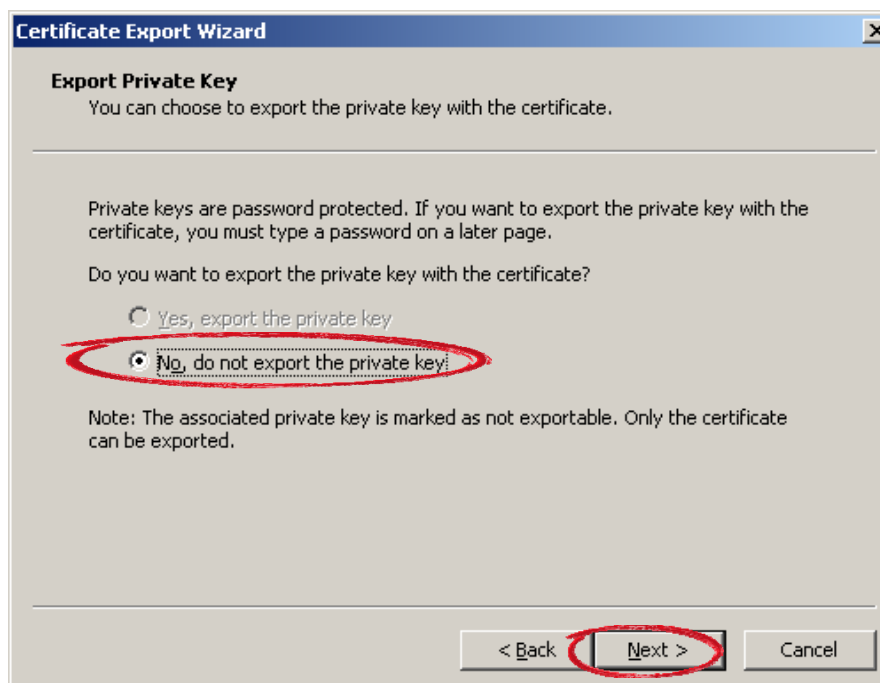 Certificate Export Wizard
Export Private Key
You can choose to export the private key with the certificate.
Private keys are password protected. If you want to export the private key with the
certificate, you must type a password on a later page.
Do you want to export the private key with the certificate?
Yes, export the private key
No, do not export the private key
Note: The associated private key is marked as not exportable. Only the certificate
can be exported.
< Back Next > Cancel